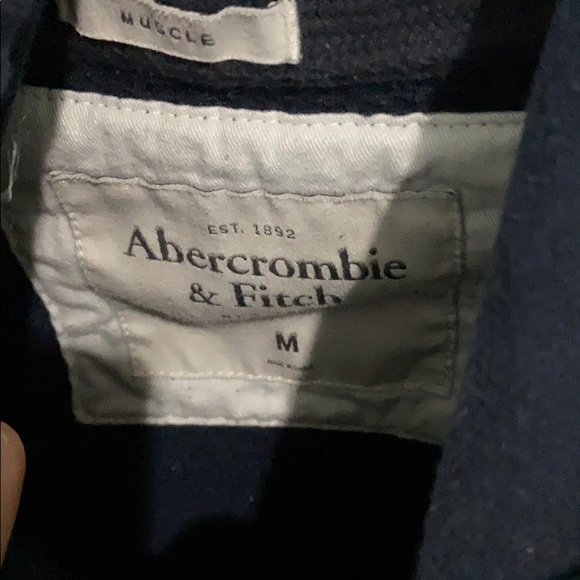 MUSCLE
EST. 1892
Abercrombie
& Fitch
M